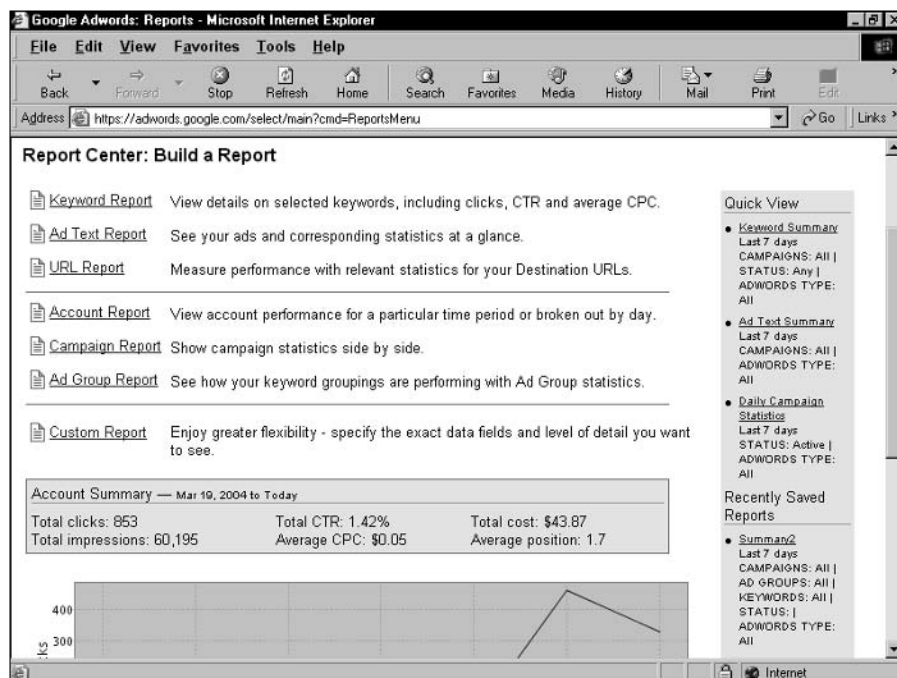 Google Adwords: Reports - Microsoft Internet Explorer
File Edit View Favorites Tools Help
Back Forward Stop Refresh Home Search Favorites Media History Mail Print Edit
Address https://adwords.google.com/select/main?cmd=ReportsMenu Go Links
Report Center: Build a Report
Keyword Report View details on selected keywords, including clicks, CTR and average CPC.
Ad Text Report See your ads and corresponding statistics at a glance.
URL Report Measure performance with relevant statistics for your Destination URLs.
Account Report View account performance for a particular time period or broken out by day.
Campaign Report Show campaign statistics side by side.
Ad Group Report See how your keyword groupings are performing with Ad Group statistics.
Custom Report Enjoy greater flexibility - specify the exact data fields and level of detail you want
to see.
Account Summary — Mar 19, 2004 to Today
Total clicks: 853 Total CTR: 1.42% Total cost: $43.87
Total impressions: 60,195 Average CPC: $0.05 Average position: 1.7
400
300
Quick View
Keyword Summary
Last 7 days
CAMPAIGNS: All |
STATUS: Any |
ADWORDS TYPE:
All
Ad Text Summary
Last 7 days
CAMPAIGNS: All |
ADWORDS TYPE:
All
Daily Campaign
Statistics
Last 7 days
STATUS: Active |
ADWORDS TYPE:
All
Recently Saved
Reports
Summary2
Last 7 days
CAMPAIGNS: All |
AD GROUPS: All |
KEYWORDS: All |
STATUS: |
ADWORDS TYPE:
All
Internet